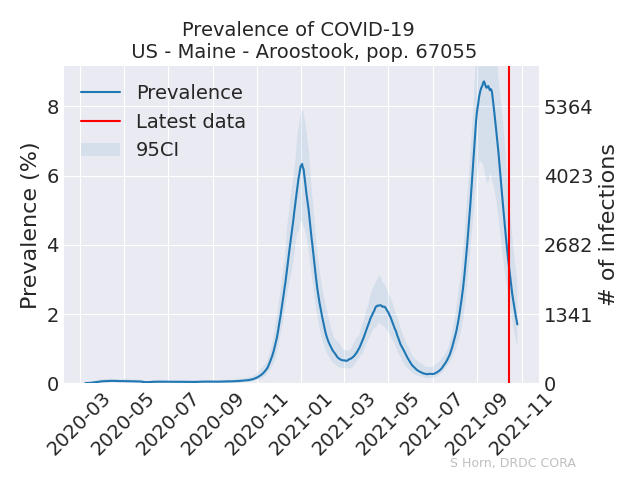 Prevalence of COVID-19
US - Maine - Aroostook, pop. 67055
Prevalence
Latest data
95CI
Prevalence (%)
8
6
4
2
0
5364
4023
2682
1341
0
# of infections
2020-03
2020-05
2020-07
2020-09
2020-11
2021-01
2021-03
2021-05
2021-07
2021-09
2021-11
S Horn, DRDC CORA